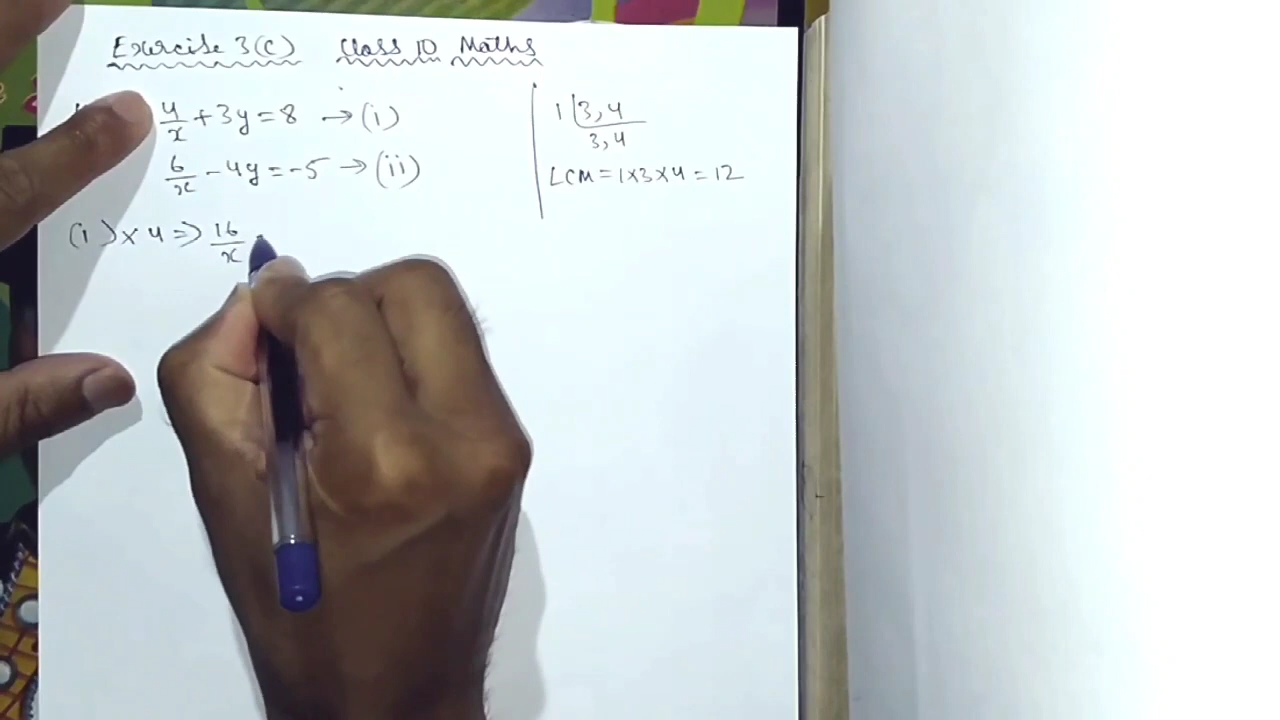 Exercise 3(C) Class 10 Maths
4/x + 3y = 8 → (i)
6/x - 4y = -5 → (ii)
(i) × 4 ⇒ 16/x
1 | 3, 4
3, 4
LCM = 1×3×4 = 12